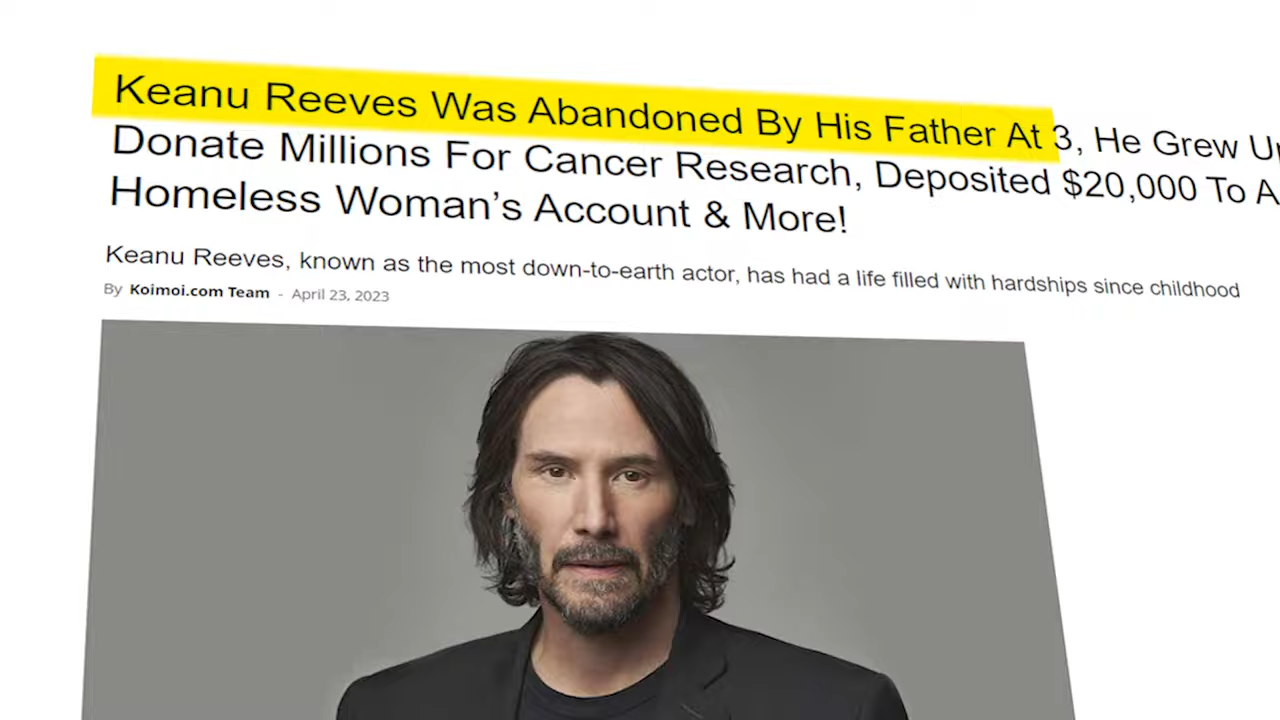 Keanu Reeves Was Abandoned By His Father At 3, He Grew
Donate Millions For Cancer Research, Deposited $20,000 To A
Homeless Woman’s Account & More!
Keanu Reeves, known as the most down-to-earth actor, has had a life filled with hardships since childhood
By Koimoi.com Team - April 23, 2023